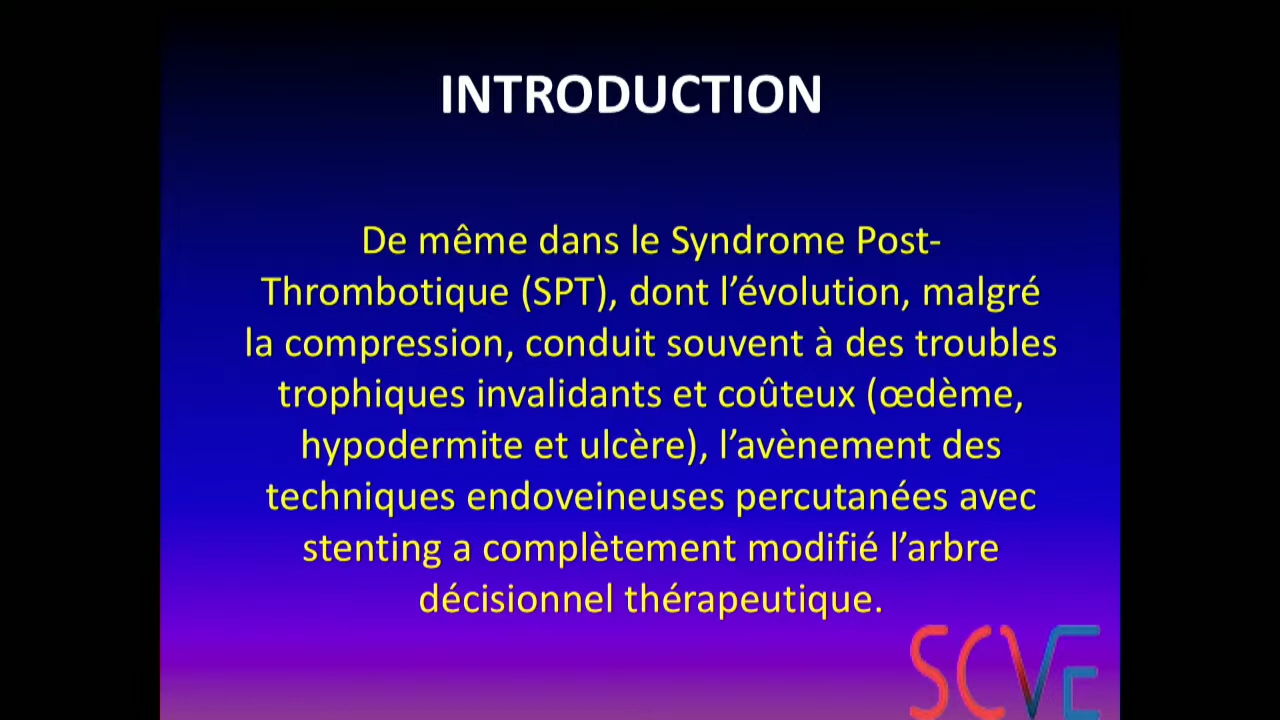 INTRODUCTION
De même dans le Syndrome Post-
Thrombotique (SPT), dont l’évolution, malgré
la compression, conduit souvent à des troubles
trophiques invalidants et coûteux (œdème,
hypodermite et ulcère), l’avènement des
techniques endoveineuses percutanées avec
stenting a complètement modifié l’arbre
décisionnel thérapeutique.
SCVE